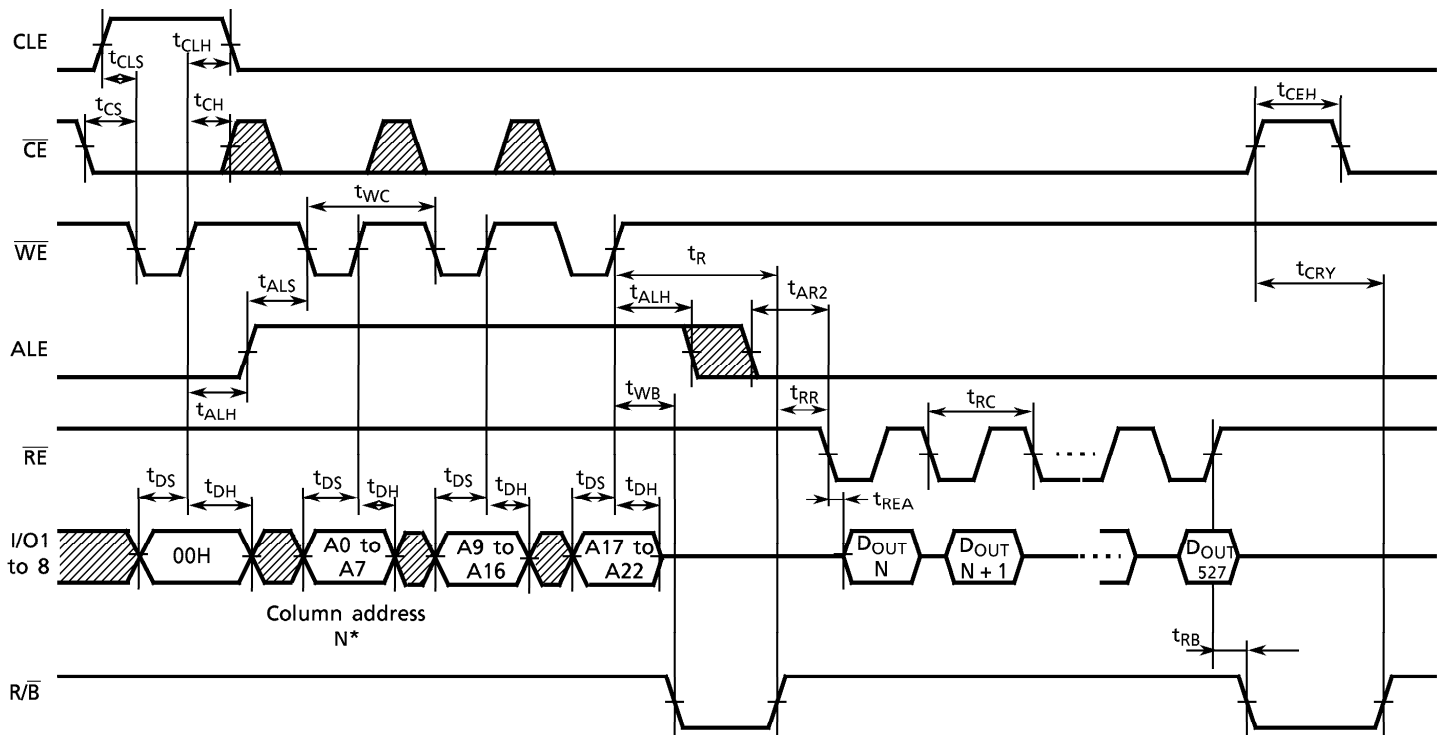 CLE
tCLS
tCLH
tCS
tCH
tCEH
CE
tWC
WE
tR
tCRY
tALS
tALH
tAR2
ALE
tALH
tWB
tRR
tRC
RE
tDS
tDH
tDS
tDH
tDS
tDH
tDS
tDH
tREA
I/O1
to 8
00H
A0 to
A7
A9 to
A16
A17 to
A22
DOUT
N
DOUT
N + 1
DOUT
527
Column address
N*
tRB
R/B